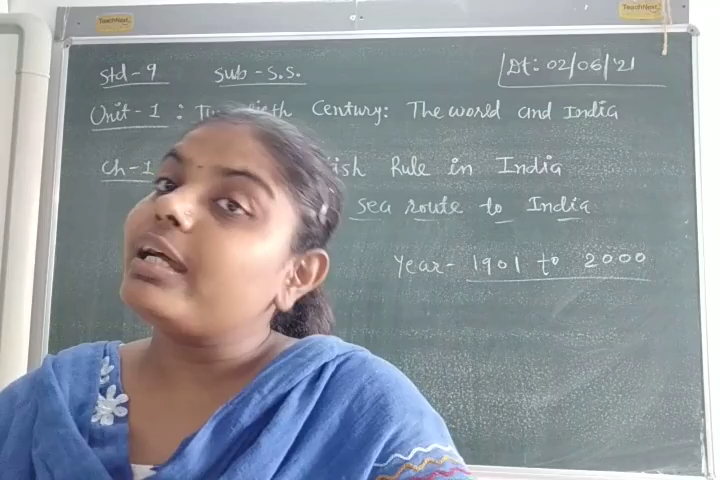 TeachNext
TeachNext
Std-9 Sub-S.S. Dt: 02/06/'21
Unit-1 : Century: The world and India
Ch-1 Rule in India
sea route to India
Year- 1901 to 2000